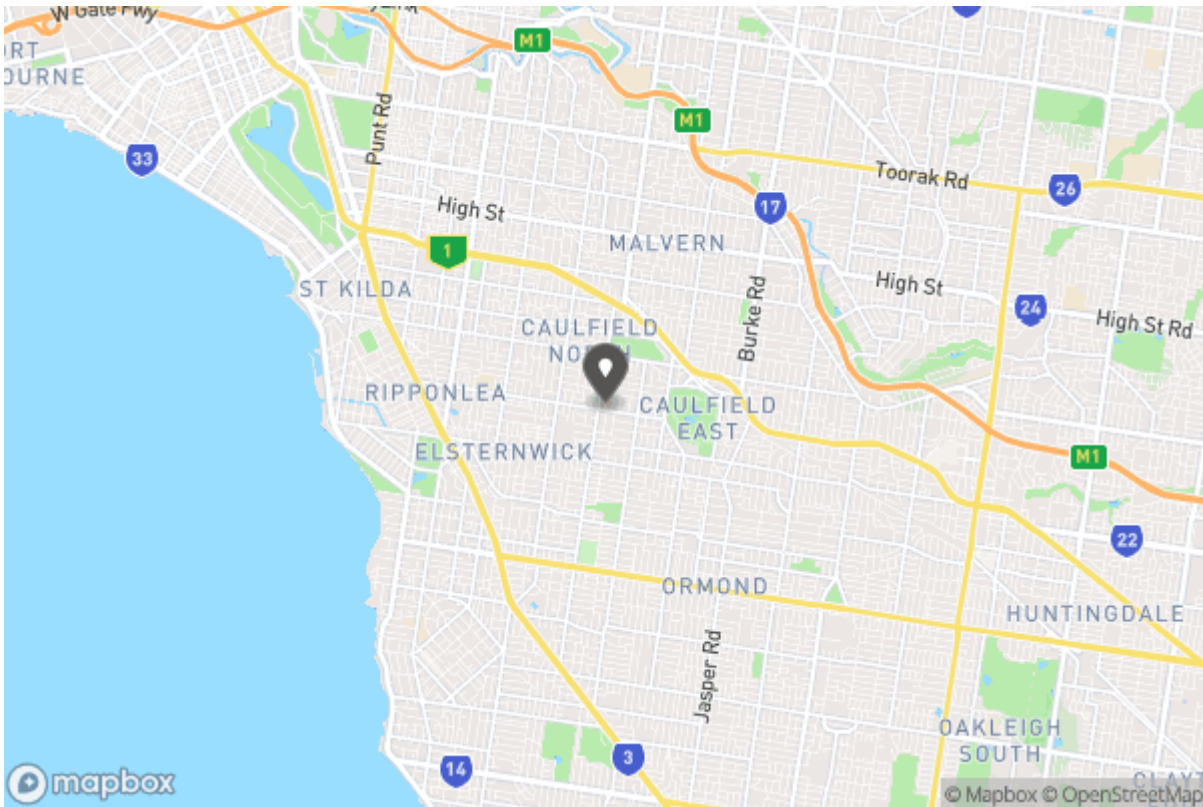 W Gate Fwy
ORT
OURNE
M1
Punt Rd
33
M1
Toorak Rd
26
High St
17
MALVERN
1
ST KILDA
High St
24
High St Rd
CAULFIELD
NORTH
Burke Rd
RIPPONLEA
CAULFIELD
EAST
ELSTERNWICK
M1
22
ORMOND
HUNTINGDALE
Jasper Rd
OAKLEIGH
SOUTH
3
14
CLAYT
mapbox
© Mapbox © OpenStreetMap